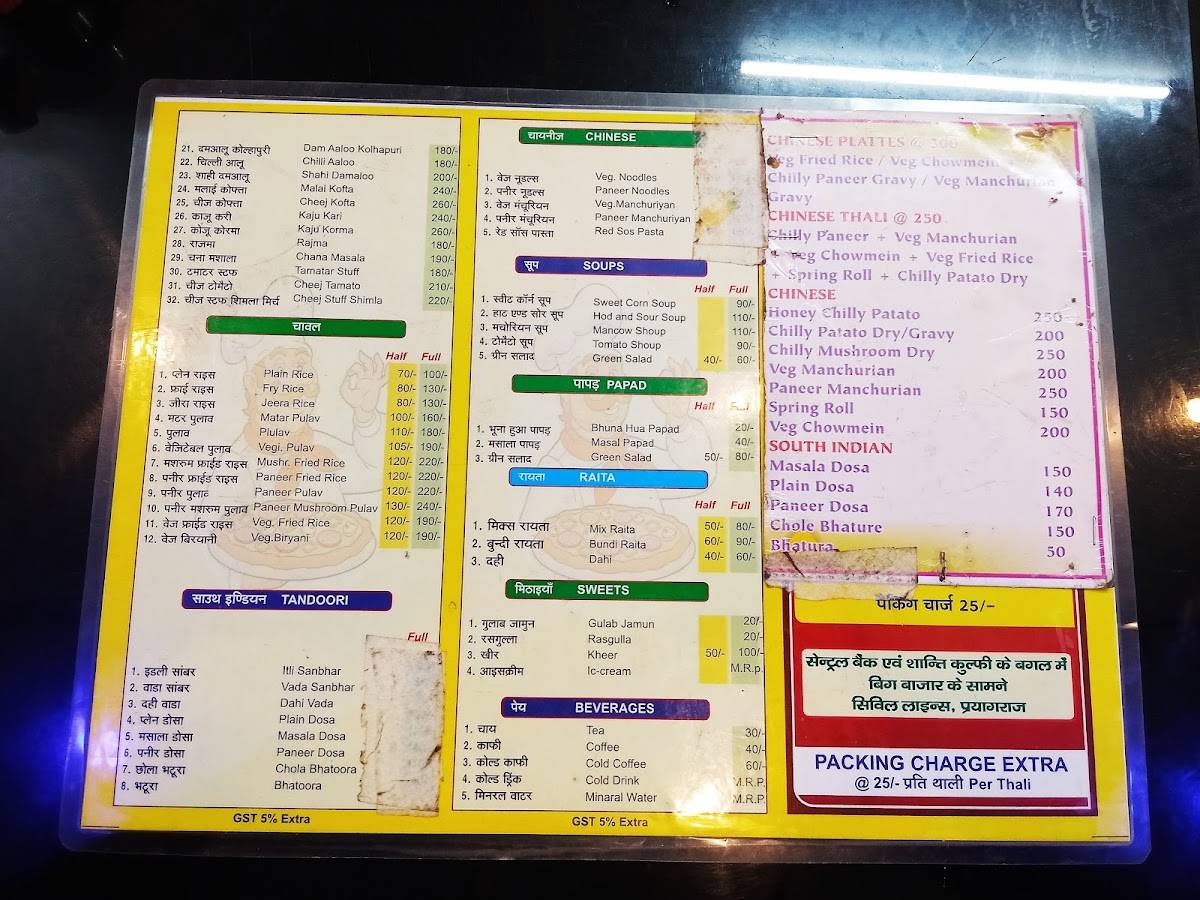 21. दमआलू कोल्हापुरी Dam Aaloo Kolhapuri 180/-
22. चिल्ली आलू Chilli Aaloo 180/-
23. शाही दमआलू Shahi Damaloo 200/-
24. मलाई कोफ्ता Malai Kofta 240/-
25, चीज कोफ्ता Cheej Kofta 260/-
26. काजू करी Kaju Kari 240/-
27. कोजू कोरमा Kaju Korma 260/-
28. राजमा Rajma 180/-
29. चना मशाला Chana Masala 190/-
30. टमाटर स्टफ Tamatar Stuff 180/-
31. चीज टोमैटो Cheej Tamato 210/-
32. चीज स्टफ शिमला मिर्च Cheej Stuff Shimla 220/-
चावल
Half Full
1. प्लेन राइस Plain Rice 70/- 100/-
2. फ्राई राइस Fry Rice 80/- 130/-
3. जीरा राइस Jeera Rice 80/- 130/-
4. मटर पुलाव Matar Pulav 100/- 160/-
5. पुलाव Plulav 110/- 180/-
6. वेजिटेबल पुलाव Vegi. Pulav 105/- 190/-
7. मशरुम फ्राईड राइस Mushr. Fried Rice 120/- 220/-
8. पनीर फ्राईड राइस Paneer Fried Rice 120/- 220/-
9. पनीर पुलाव Paneer Pulav 120/- 220/-
10. पनीर मशरुम पुलाव Paneer Mushroom Pulav 130/- 240/-
11. वेज फ्राईड राइस Veg. Fried Rice 120/- 190/-
12. वेज बिरयानी Veg.Biryani 120/- 190/-
साउथ इण्डियन TANDOORI
Full
1. इडली सांबर Itli Sanbhar
2. वाडा सांबर Vada Sanbhar
3. दही वाडा Dahi Vada
4. प्लेन डोसा Plain Dosa
5. मसाला डोसा Masala Dosa
6. पनीर डोसा Paneer Dosa
7. छोला भटूरा Chola Bhatoora
8. भटूरा Bhatoora
GST 5% Extra
चायनीज CHINESE
1. वेज नूडल्स Veg. Noodles
2. पनीर नूडल्स Paneer Noodles
3. वेज मंचूरियन Veg.Manchuriyan
4. पनीर मंचूरियन Paneer Manchuriyan
5. रेड सॉस पास्ता Red Sos Pasta
सूप SOUPS
Half Full
1. स्वीट कॉर्न सूप Sweet Corn Soup 90/-
2. हाट एण्ड सोर सूप Hod and Sour Soup 110/-
3. मचोरियन सूप Mancow Shoup 110/-
4. टोमैटो सूप Tomato Shoup 90/-
5. ग्रीन सलाद Green Salad 40/- 60/-
पापड़ PAPAD
Half Full
1. भूना हुआ पापड़ Bhuna Hua Papad 20/-
2. मसाला पापड़ Masal Papad 40/-
3. ग्रीन सलाद Green Salad 50/- 80/-
रायता RAITA
Half Full
1. मिक्स रायता Mix Raita 50/- 80/-
2. बुन्दी रायता Bundi Raita 60/- 90/-
3. दही Dahi 40/- 60/-
मिठाइयाँ SWEETS
1. गुलाब जामुन Gulab Jamun 20/-
2. रसगुल्ला Rasgulla 20/-
3. खीर Kheer 50/- 100/-
4. आइसक्रीम Ic-cream M.R.p.
पेय BEVERAGES
1. चाय Tea 30/-
2. काफी Coffee 40/-
3. कोल्ड काफी Cold Coffee 60/-
4. कोल्ड ड्रिंक Cold Drink M.R.P.
5. मिनरल वाटर Minaral Water M.R.P.
GST 5% Extra
CHINESE PLATTES @ 300
Veg Fried Rice / Veg Chowmein +
Chilly Paneer Gravy / Veg Manchurian
Gravy
CHINESE THALI @ 250
Chilly Paneer + Veg Manchurian
+ Veg Chowmein + Veg Fried Rice
+ Spring Roll + Chilly Patato Dry
CHINESE
Honey Chilly Patato 250
Chilly Patato Dry/Gravy 200
Chilly Mushroom Dry 250
Veg Manchurian 200
Paneer Manchurian 250
Spring Roll 150
Veg Chowmein 200
SOUTH INDIAN
Masala Dosa 150
Plain Dosa 140
Paneer Dosa 170
Chole Bhature 150
Bhatura 50
पैकिंग चार्ज 25/-
सेन्ट्रल बैंक एवं शान्ति कुल्फी के बगल में
बिग बाजार के सामने
सिविल लाइन्स, प्रयागराज
PACKING CHARGE EXTRA
@ 25/- प्रति थाली Per Thali